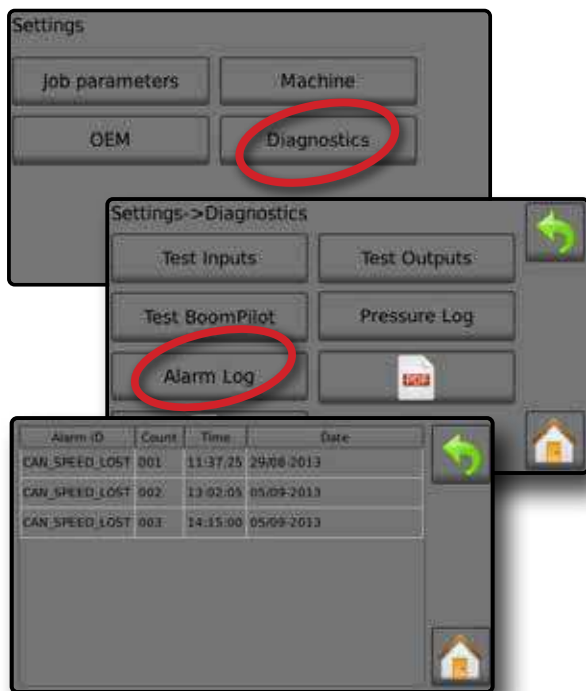 Settings
Job parameters Machine
OEM Diagnostics
Settings->Diagnostics
Test Inputs Test Outputs
Test BoomPilot Pressure Log
Alarm Log PDF
Alarm ID Count Time Date
CAN_SPEED_LOST 001 11:37:25 29/08-2013
CAN_SPEED_LOST 002 13:02:05 05/09-2013
CAN_SPEED_LOST 003 14:15:00 05/09-2013